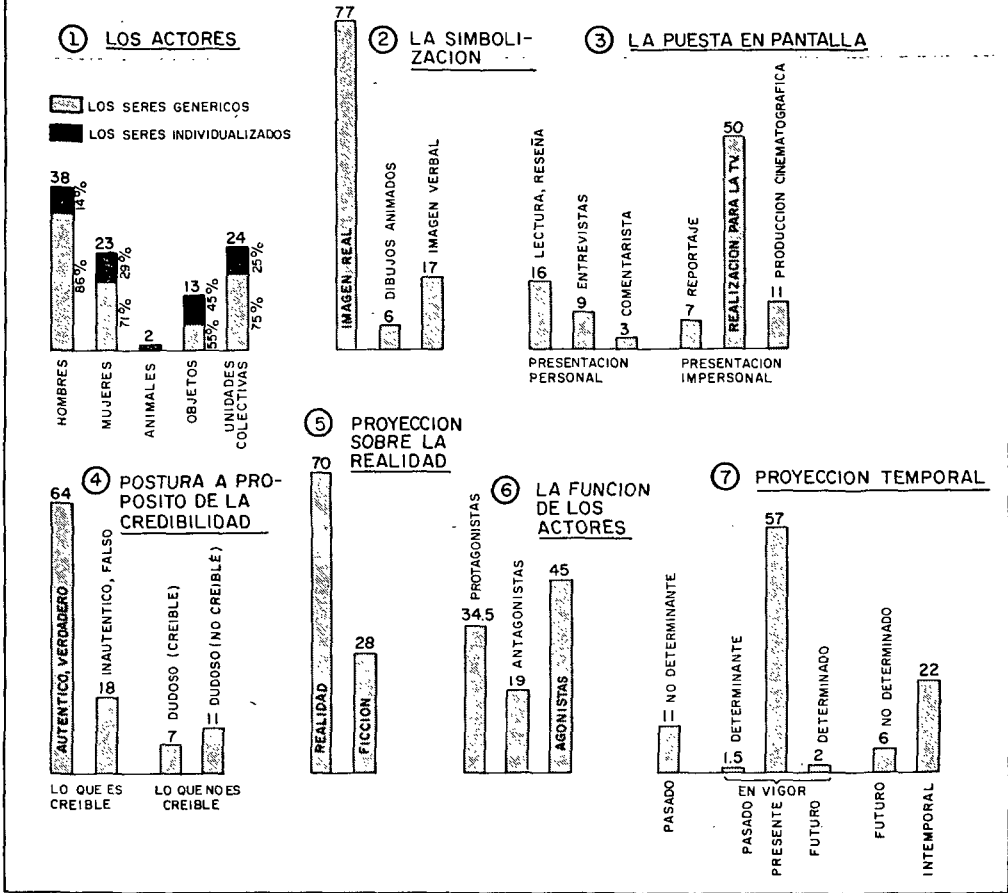 ① LOS ACTORES
LOS SERES GENERICOS
LOS SERES INDIVIDUALIZADOS
38
14%
86%
HOMBRES
23
29%
71%
MUJERES
2
ANIMALES
13
45%
55%
OBJETOS
24
25%
75%
UNIDADES
COLECTIVAS
② LA SIMBOLI-
ZACION
77
IMAGEN REAL
6
DIBUJOS ANIMADOS
17
IMAGEN VERBAL
③ LA PUESTA EN PANTALLA
16
LECTURA, RESEÑA
9
ENTREVISTAS
3
COMENTARISTA
PRESENTACION
PERSONAL
7
REPORTAJE
50
REALIZACION PARA LA TV.
11
PRODUCCION CINEMATOGRAFICA
PRESENTACION
IMPERSONAL
④ POSTURA A PRO-
POSITO DE LA
CREDIBILIDAD
64
AUTENTICO, VERDADERO
18
INAUTENTICO, FALSO
LO QUE ES
CREIBLE
7
DUDOSO (CREIBLE)
11
DUDOSO (NO CREIBLE)
LO QUE NO ES
CREIBLE
⑤ PROYECCION
SOBRE LA
REALIDAD
70
REALIDAD
28
FICCION
⑥ LA FUNCION
DE LOS
ACTORES
34.5
PROTAGONISTAS
19
ANTAGONISTAS
45
AGONISTAS
⑦ PROYECCION TEMPORAL
11
NO DETERMINANTE
PASADO
1.5
DETERMINANTE
PASADO
57
PRESENTE
2
DETERMINADO
FUTURO
EN VIGOR
6
NO DETERMINADO
FUTURO
22
INTEMPORAL